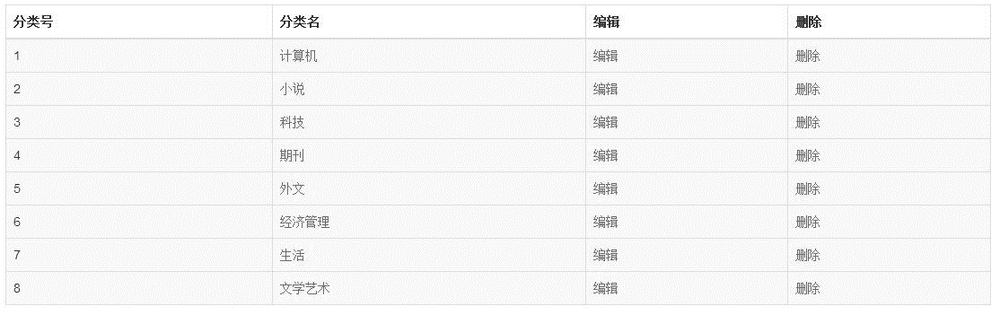 分类号 分类名 编辑 删除
1 计算机 编辑 删除
2 小说 编辑 删除
3 科技 编辑 删除
4 期刊 编辑 删除
5 外文 编辑 删除
6 经济管理 编辑 删除
7 生活 编辑 删除
8 文学艺术 编辑 删除